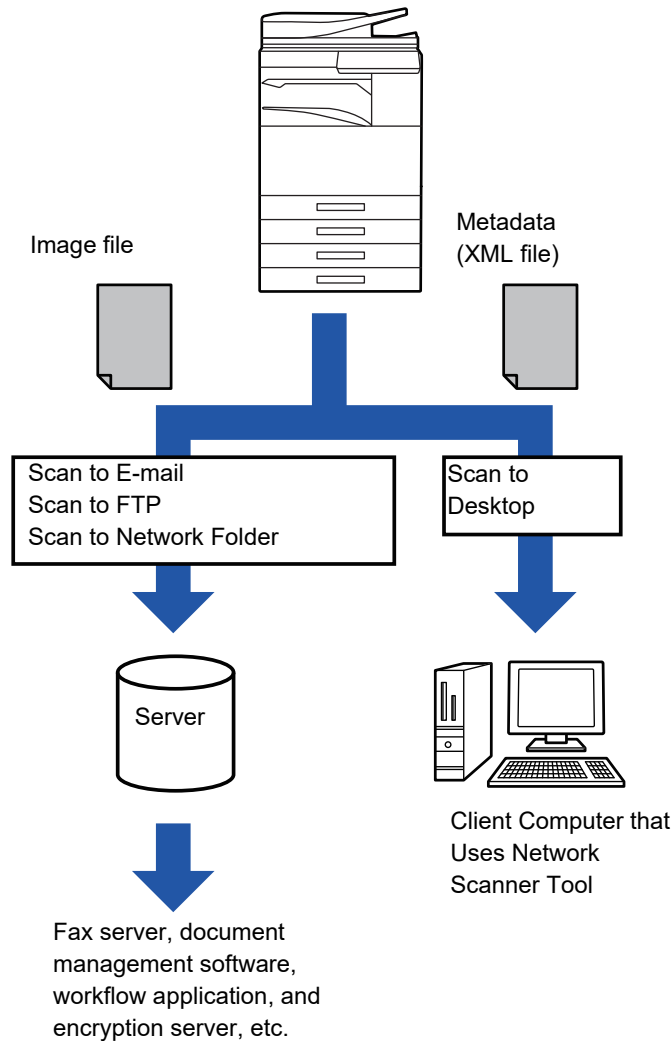 Image file
Metadata
(XML file)
Scan to E-mail
Scan to FTP
Scan to Network Folder
Scan to
Desktop
Server
Client Computer that
Uses Network
Scanner Tool
Fax server, document
management software,
workflow application, and
encryption server, etc.